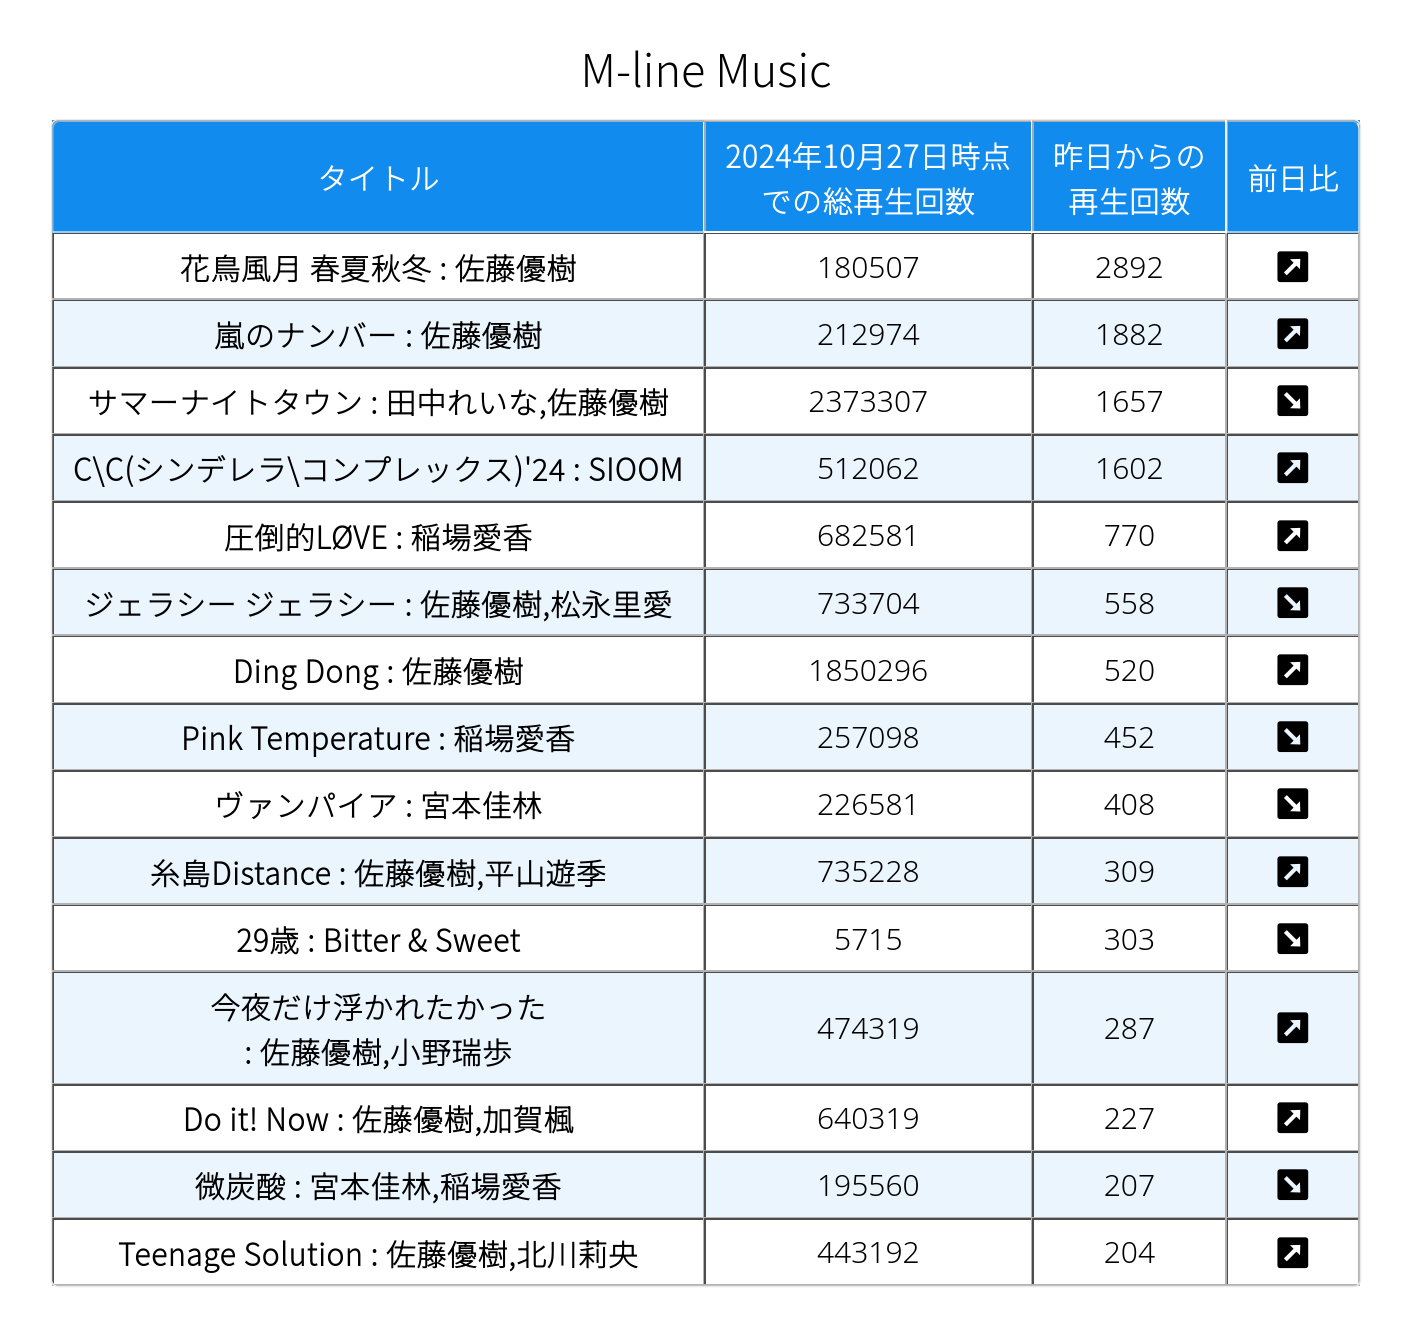 M-line Music
タイトル
2024年10月27日時点
での総再生回数
昨日からの
再生回数
前日比
花鳥風月 春夏秋冬 : 佐藤優樹 180507 2892 ↗
嵐のナンバー : 佐藤優樹 212974 1882 ↗
サマーナイトタウン : 田中れいな,佐藤優樹 2373307 1657 ↘
C\C(シンデレラ\コンプレックス)'24 : SIOOM 512062 1602 ↗
圧倒的LØVE : 稲場愛香 682581 770 ↗
ジェラシー ジェラシー : 佐藤優樹,松永里愛 733704 558 ↘
Ding Dong : 佐藤優樹 1850296 520 ↗
Pink Temperature : 稲場愛香 257098 452 ↘
ヴァンパイア : 宮本佳林 226581 408 ↘
糸島Distance : 佐藤優樹,平山遊季 735228 309 ↗
29歳 : Bitter & Sweet 5715 303 ↘
今夜だけ浮かれたかった
: 佐藤優樹,小野瑞歩 474319 287 ↗
Do it! Now : 佐藤優樹,加賀楓 640319 227 ↗
微炭酸 : 宮本佳林,稲場愛香 195560 207 ↘
Teenage Solution : 佐藤優樹,北川莉央 443192 204 ↗